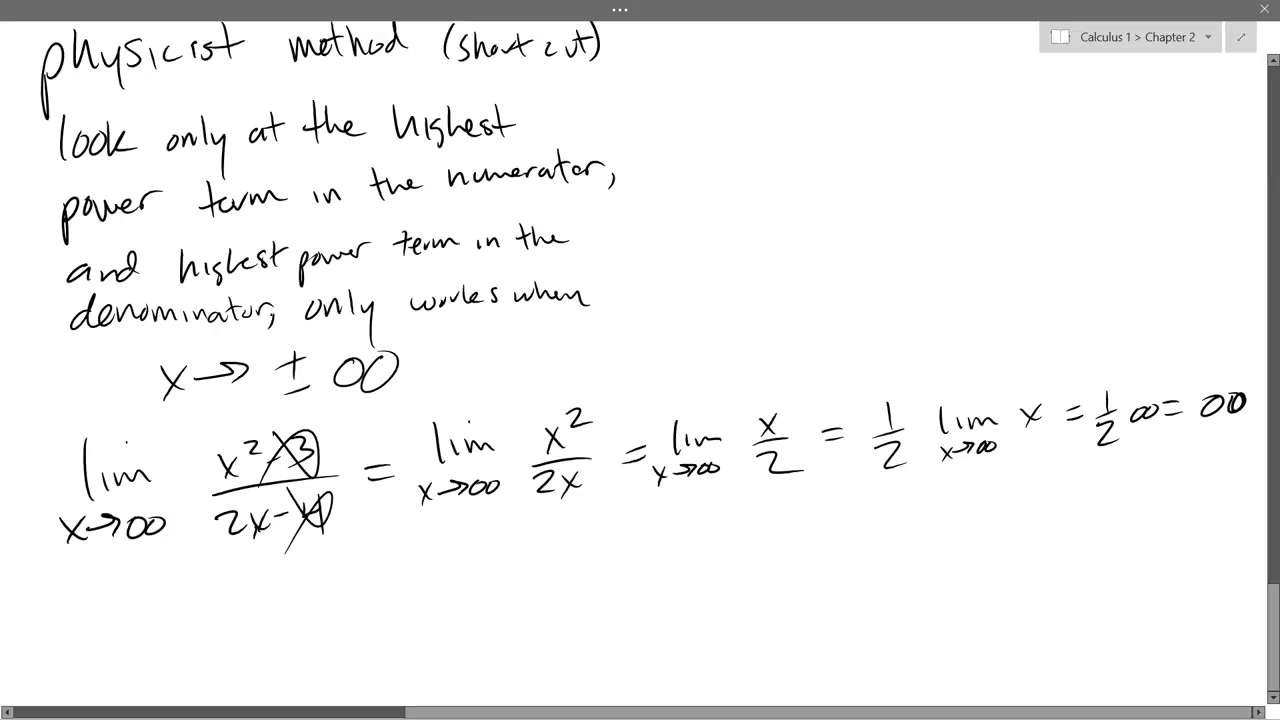 Calculus 1 > Chapter 2
physicist method (short cut)
look only at the highest
power term in the numerator,
and highest power term in the
denominator, only works when
x → ± ∞
lim x→∞ (x² - 3)/(2x - 4) = lim x→∞ x²/2x = lim x→∞ x/2 = 1/2 lim x→∞ x = 1/2 ∞ = ∞